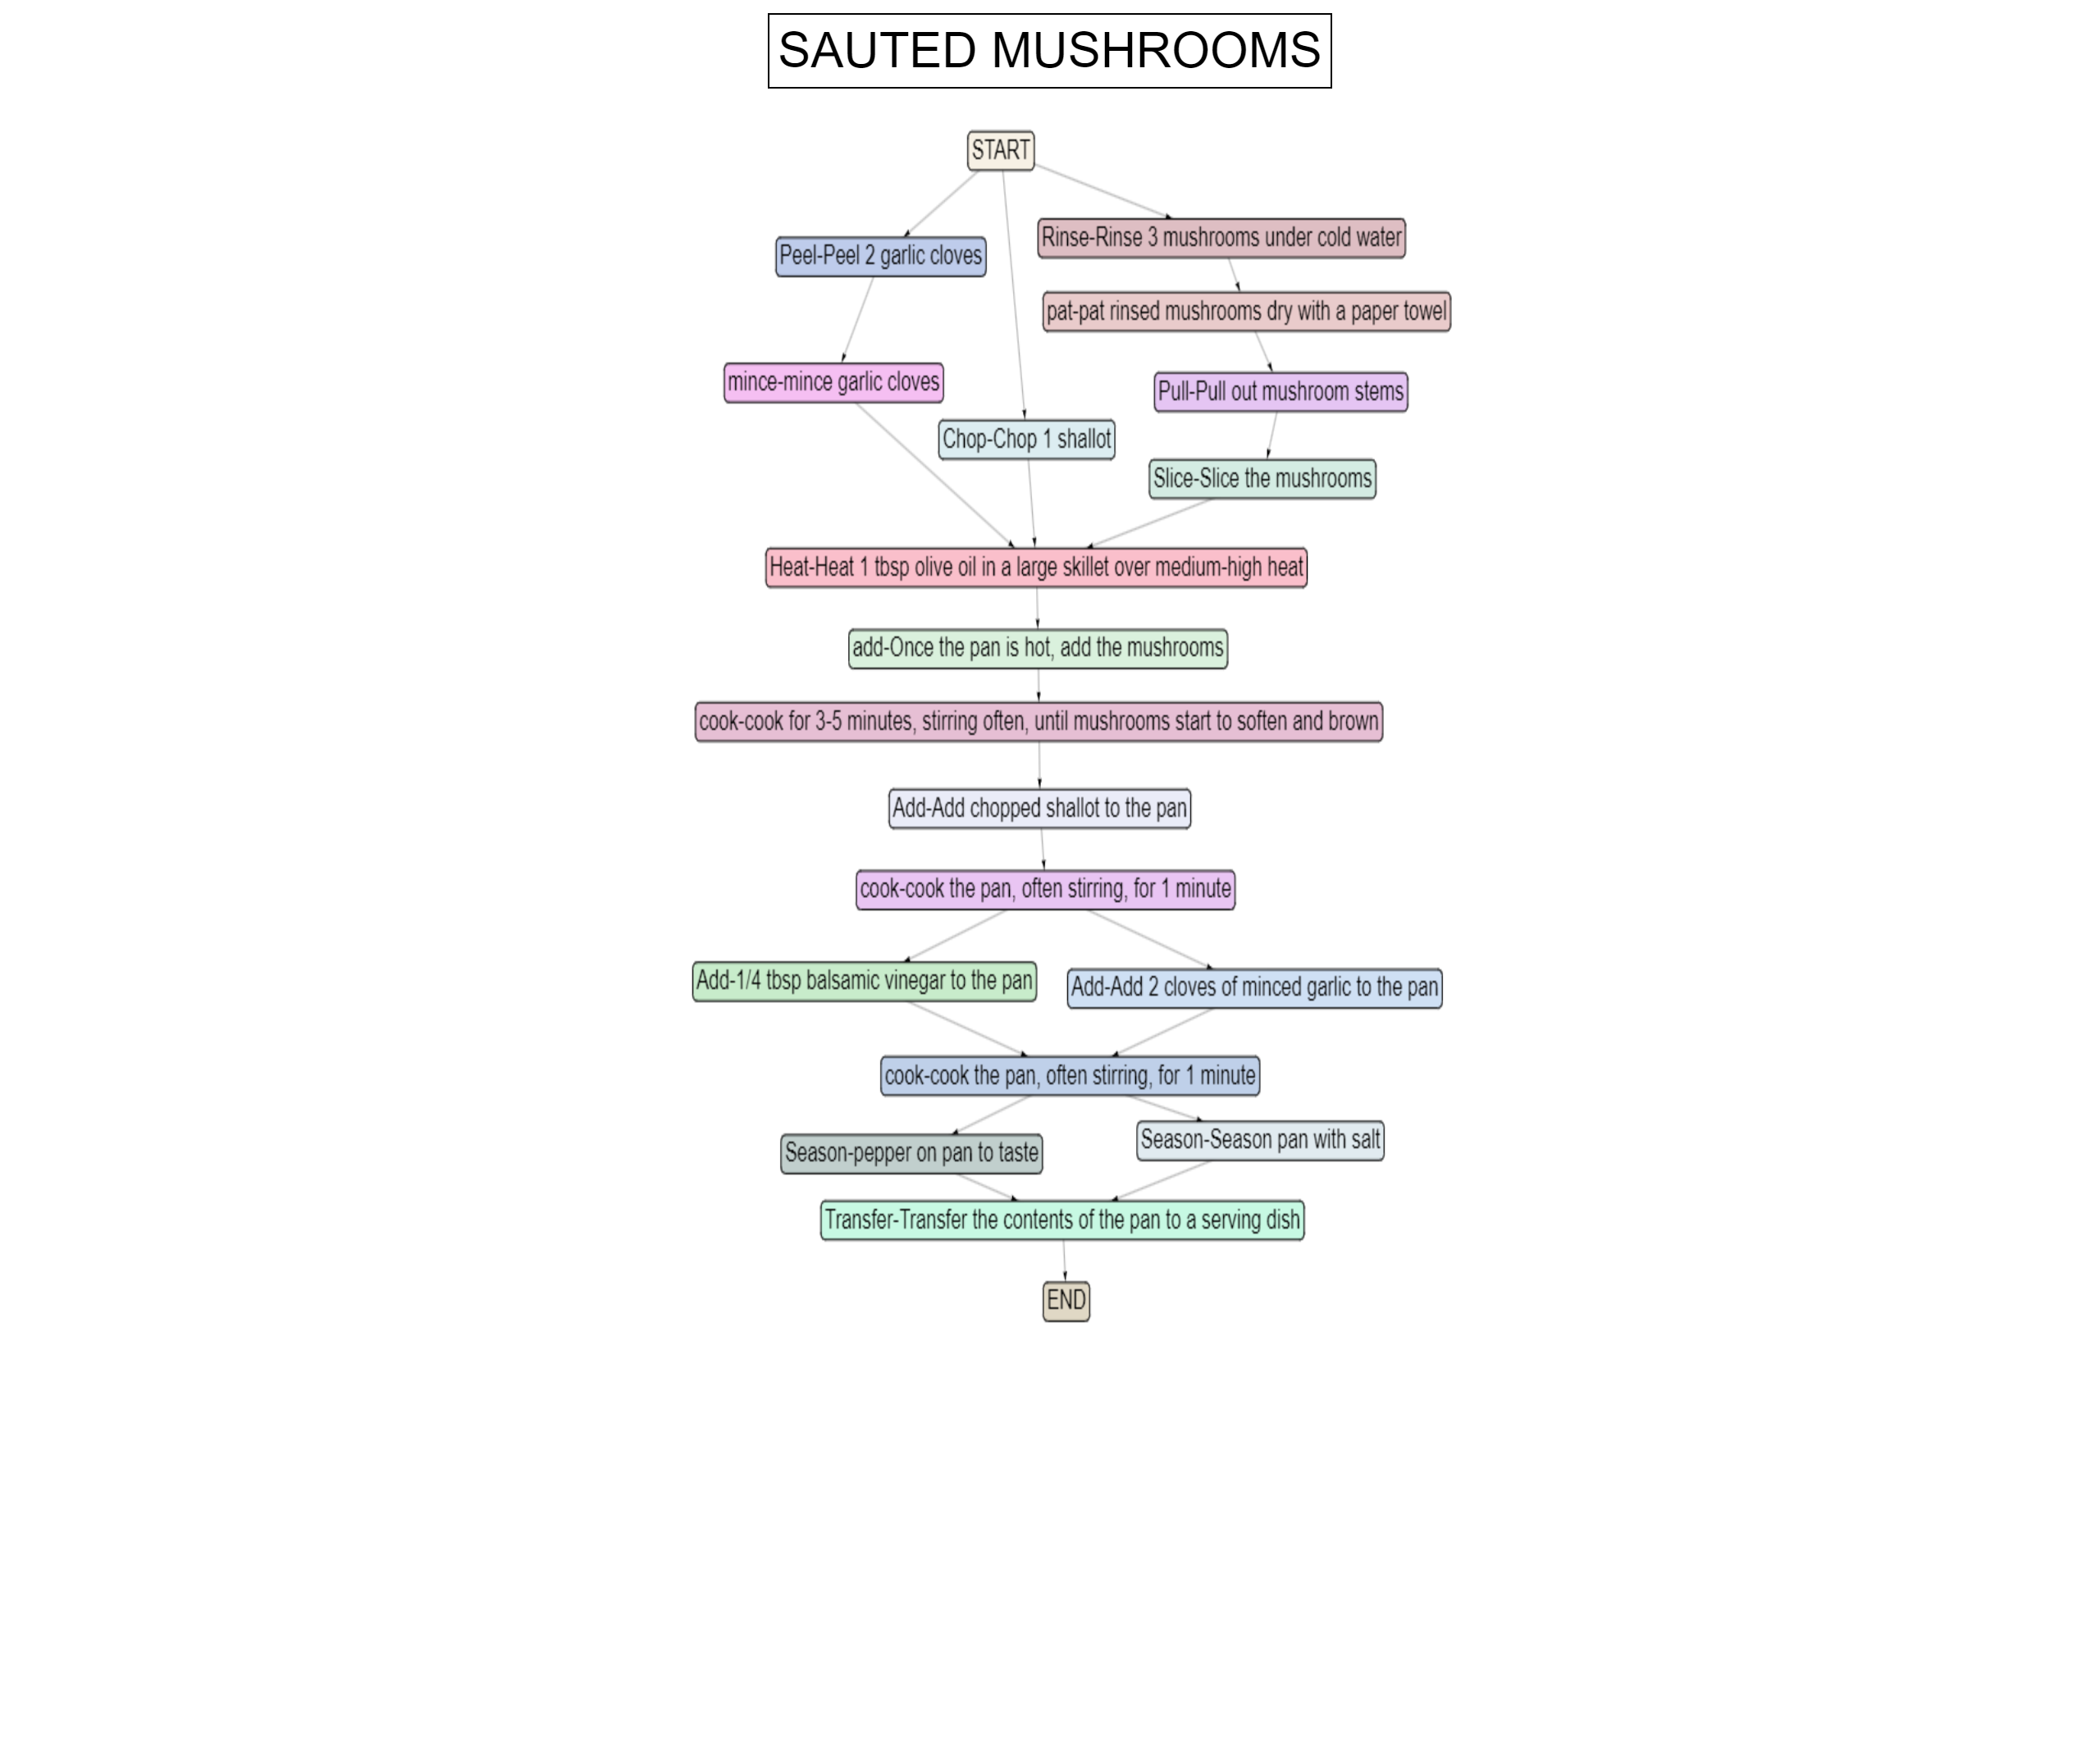 SAUTED MUSHROOMS
START
Rinse-Rinse 3 mushrooms under cold water
Peel-Peel 2 garlic cloves
pat-pat rinsed mushrooms dry with a paper towel
mince-mince garlic cloves
Pull-Pull out mushroom stems
Chop-Chop 1 shallot
Slice-Slice the mushrooms
Heat-Heat 1 tbsp olive oil in a large skillet over medium-high heat
add-Once the pan is hot, add the mushrooms
cook-cook for 3-5 minutes, stirring often, until mushrooms start to soften and brown
Add-Add chopped shallot to the pan
cook-cook the pan, often stirring, for 1 minute
Add-1/4 tbsp balsamic vinegar to the pan
Add-Add 2 cloves of minced garlic to the pan
cook-cook the pan, often stirring, for 1 minute
Season-Season pan with salt
Season-pepper on pan to taste
Transfer-Transfer the contents of the pan to a serving dish
END